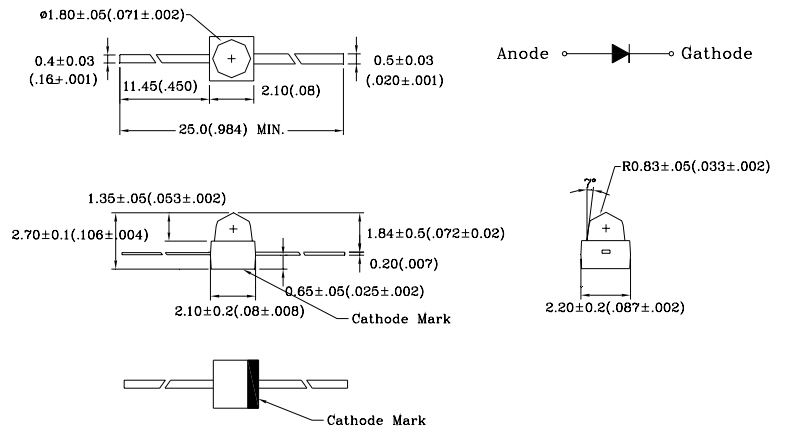 ø1.80±.05(.071±.002)
0.4±0.03
(.16±.001)
0.5±0.03
(.020±.001)
11.45(.450)
2.10(.08)
25.0(.984) MIN.
Anode
Gathode
1.35±.05(.053±.002)
2.70±0.1(.106±.004)
1.84±0.5(.072±0.02)
0.20(.007)
0.65±.05(.025±.002)
2.10±0.2(.08±.008)
Cathode Mark
R0.83±.05(.033±.002)
7°
2.20±0.2(.087±.002)
Cathode Mark